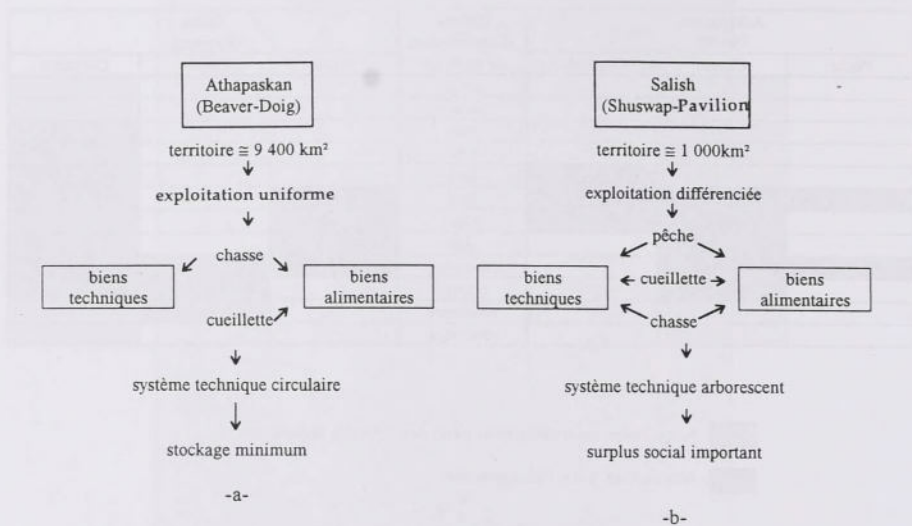 Athapaskan
(Beaver-Doig)
territoire ≅ 9 400 km²
exploitation uniforme
chasse
biens
techniques
biens
alimentaires
cueillette
système technique circulaire
stockage minimum
-a-
Salish
(Shuswap-Pavilion
territoire ≅ 1 000km²
exploitation différenciée
pêche
biens
techniques
cueillette
biens
alimentaires
chasse
système technique arborescent
surplus social important
-b-